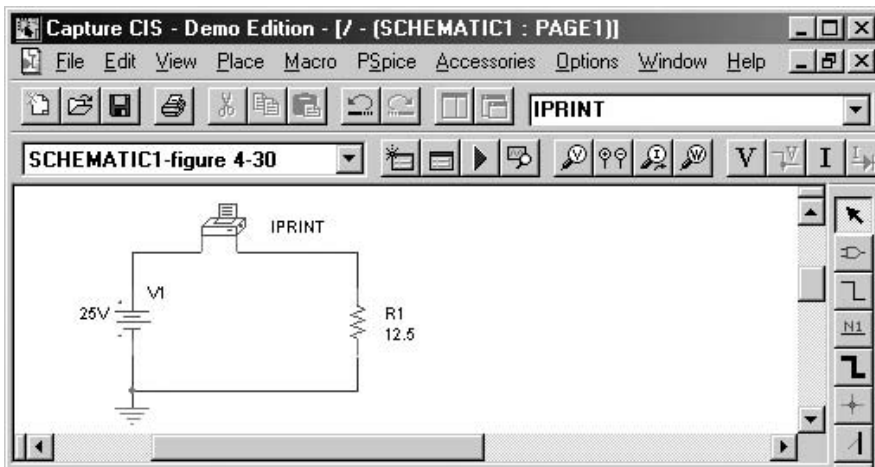 Capture CIS - Demo Edition - [/ - (SCHEMATIC1 : PAGE1)]
File Edit View Place Macro PSpice Accessories Options Window Help
IPRINT
SCHEMATIC1-figure 4-30
V I
IPRINT
V1
25V
R1
12.5
N1